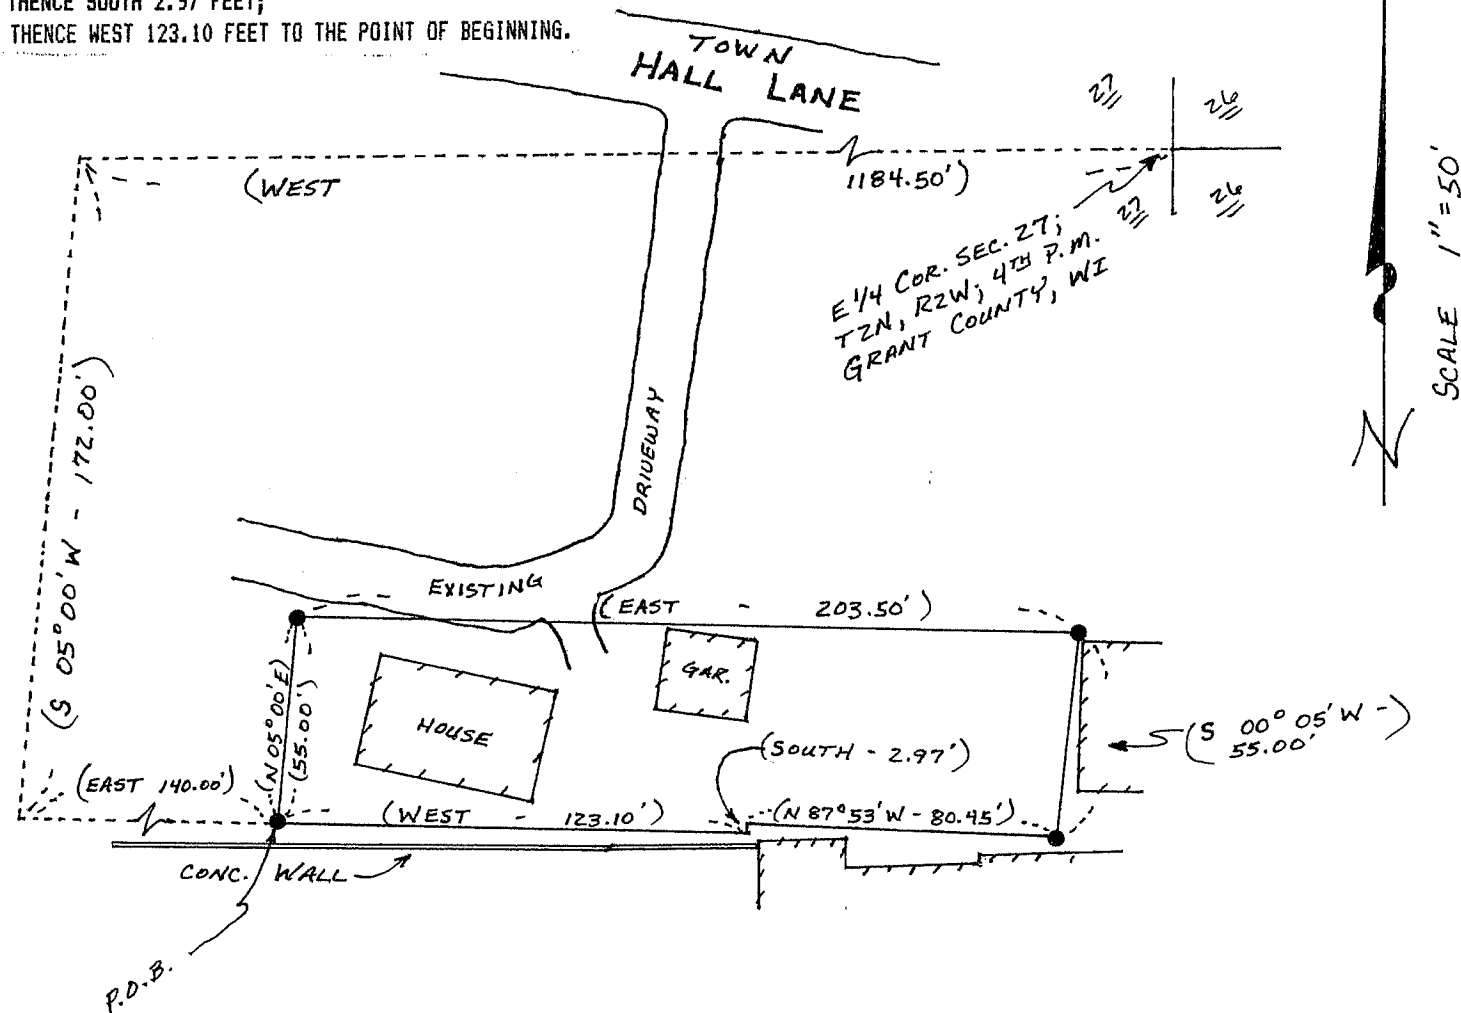 THENCE SOUTH 2.97 FEET;
THENCE WEST 123.10 FEET TO THE POINT OF BEGINNING.
TOWN
HALL LANE
27
26
(WEST
1184.50')
27
26
E 1/4 COR. SEC. 27;
T2N, R2W; 4TH P.M.
GRANT COUNTY, WI
SCALE 1"=50'
N
(S 05°00'W - 172.00')
DRIVEWAY
EXISTING
(EAST - 203.50')
(N 05°00'E)
(55.00')
HOUSE
GAR.
(SOUTH - 2.97')
(S 00°05'W -)
55.00'
(EAST 140.00')
(WEST - 123.10')
(N 87°53'W - 80.45')
CONC. WALL
P.O.B.